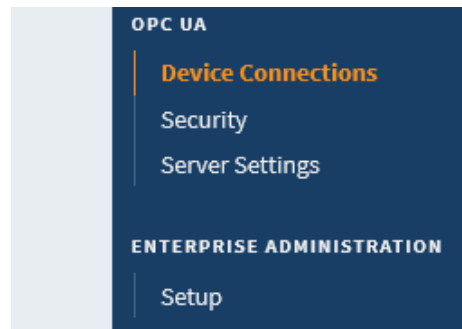 OPC UA
Device Connections
Security
Server Settings
ENTERPRISE ADMINISTRATION
Setup